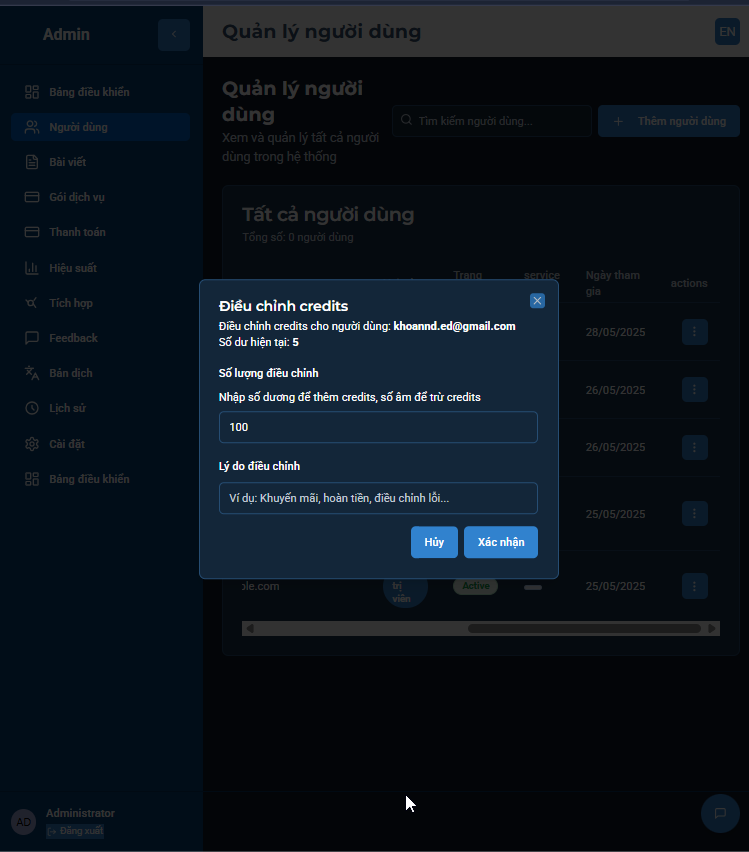 Admin
Quản lý người dùng
EN
Bảng điều khiển
Người dùng
Bài viết
Gói dịch vụ
Thanh toán
Hiệu suất
Tích hợp
Feedback
Bản dịch
Lịch sử
Cài đặt
Bảng điều khiển
Quản lý người
dùng
Xem và quản lý tất cả người
dùng trong hệ thống
Tìm kiếm người dùng...
Thêm người dùng
Tất cả người dùng
Tổng số: 0 người dùng
Trạng
service
Ngày tham
gia
actions
28/05/2025
26/05/2025
26/05/2025
25/05/2025
Điều chỉnh credits
Điều chỉnh credits cho người dùng: khoannd.ed@gmail.com
Số dư hiện tại: 5
Số lượng điều chỉnh
Nhập số dương để thêm credits, số âm để trừ credits
100
Lý do điều chỉnh
Ví dụ: Khuyến mãi, hoàn tiền, điều chỉnh lỗi...
Hủy
Xác nhận
ple.com
trị
viên
Active
25/05/2025
AD
Administrator
Đăng xuất